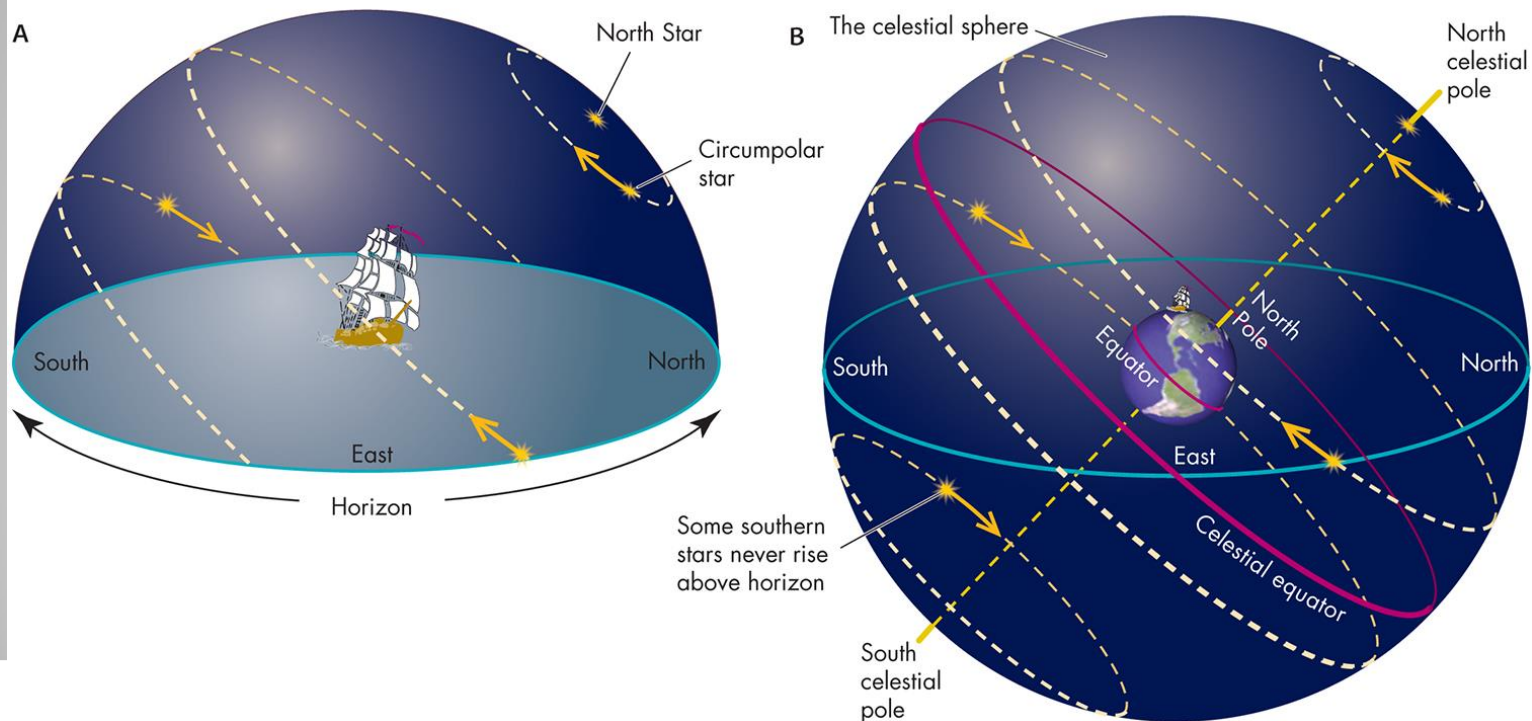 A
North Star
Circumpolar
star
South
North
East
Horizon
B
The celestial sphere
North
celestial
pole
North
Pole
Equator
South
North
East
Celestial equator
Some southern
stars never rise
above horizon
South
celestial
pole